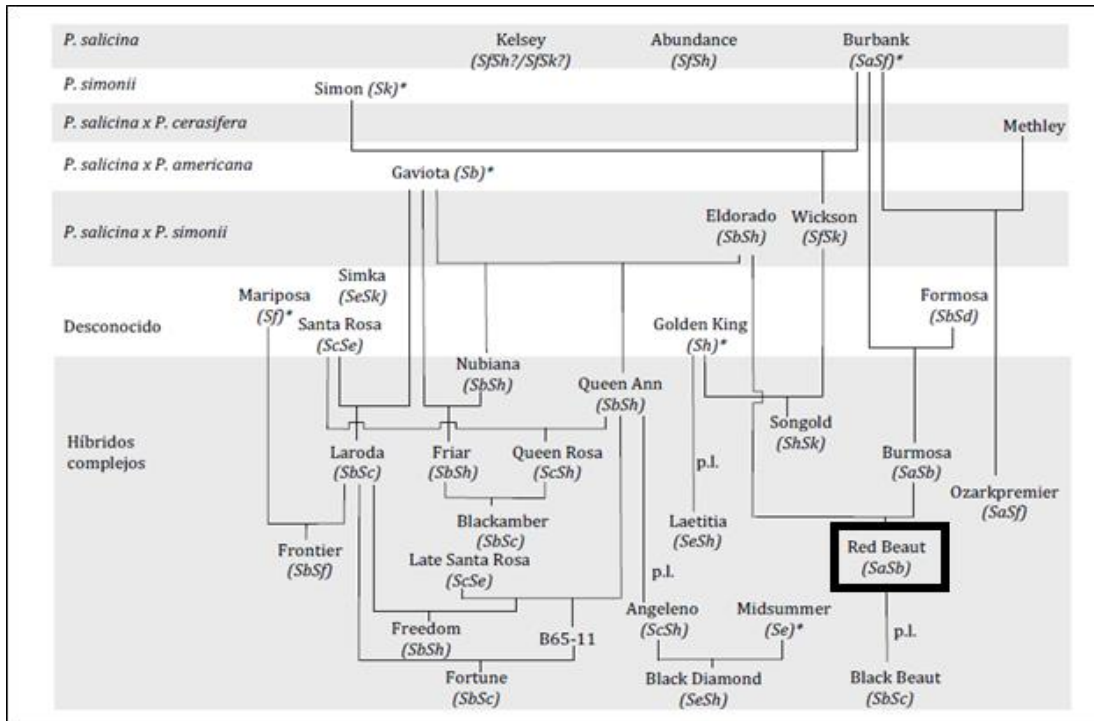 P. salicina
Kelsey
(SfSh?/SfSk?)
Abundance
(SfSh)
Burbank
(SaSf)*
P. simonii
Simon (Sk)*
P. salicina x P. cerasifera
Methley
P. salicina x P. americana
Gaviota (Sb)*
P. salicina x P. simonii
Eldorado
(SbSh)
Wickson
(SfSk)
Desconocido
Mariposa
(Sf)*
Simka
(SeSk)
Santa Rosa
(ScSe)
Golden King
(Sh)*
Formosa
(SbSd)
Híbridos
complejos
Nubiana
(SbSh)
Queen Ann
(SbSh)
Songold
(ShSk)
Laroda
(SbSc)
Friar
(SbSh)
Queen Rosa
(ScSh)
p.l.
Burmosa
(SaSb)
Ozarkpremier
(SaSf)
Blackamber
(SbSc)
Laetitia
(SeSh)
Frontier
(SbSf)
Late Santa Rosa
(ScSe)
Red Beaut
(SaSb)
p.l.
Freedom
(SbSh)
B65-11
Angeleno
(ScSh)
Midsummer
(Se)*
p.l.
Fortune
(SbSc)
Black Diamond
(SeSh)
Black Beaut
(SbSc)